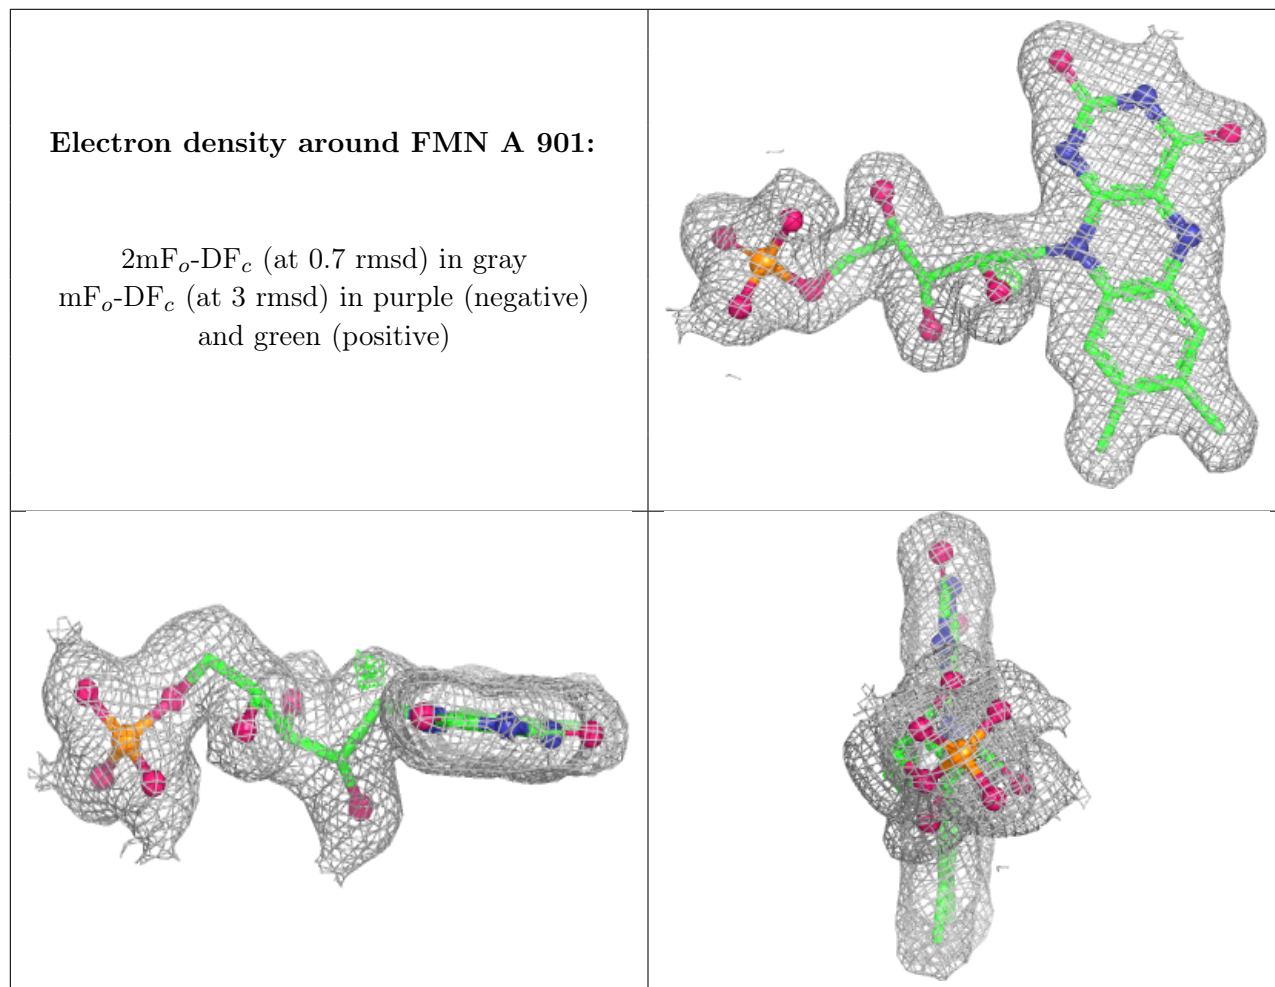 Electron density around FMN A 901:
2mFo-DFc (at 0.7 rmsd) in gray
mFo-DFc (at 3 rmsd) in purple (negative)
and green (positive)